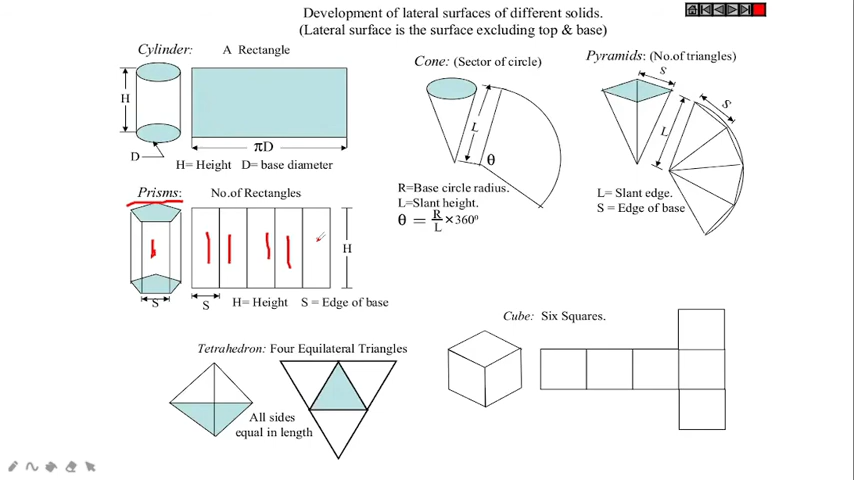 Development of lateral surfaces of different solids.
(Lateral surface is the surface excluding top & base)
Cylinder: A Rectangle
H
D
πD
H= Height D= base diameter
Cone: (Sector of circle)
L
θ
R=Base circle radius.
L=Slant height.
θ = R/L × 360⁰
Pyramids: (No.of triangles)
S
L
S
L= Slant edge.
S = Edge of base
Prisms: No.of Rectangles
S
S
H
H= Height S = Edge of base
Tetrahedron: Four Equilateral Triangles
All sides
equal in length
Cube: Six Squares.